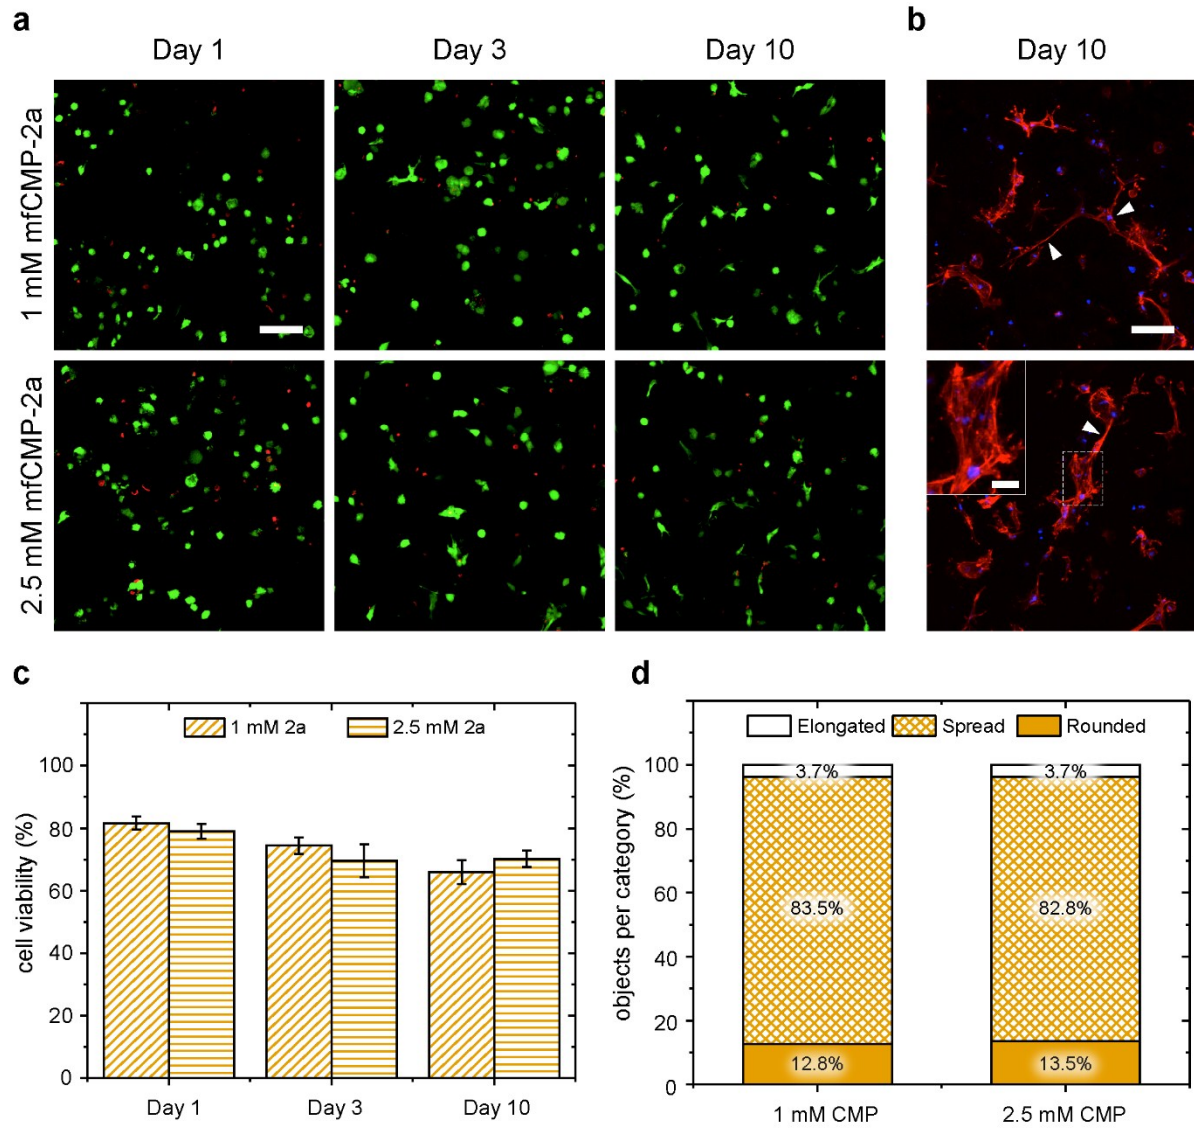 a
b
Day 1
Day 3
Day 10
Day 10
1 mM mfCMP-2a
2.5 mM mfCMP-2a
c
cell viability (%)
1 mM 2a
2.5 mM 2a
100
80
60
40
20
0
Day 1
Day 3
Day 10
d
objects per category (%)
Elongated
Spread
Rounded
100
80
60
40
20
0
3.7%
83.5%
12.8%
3.7%
82.8%
13.5%
1 mM CMP
2.5 mM CMP